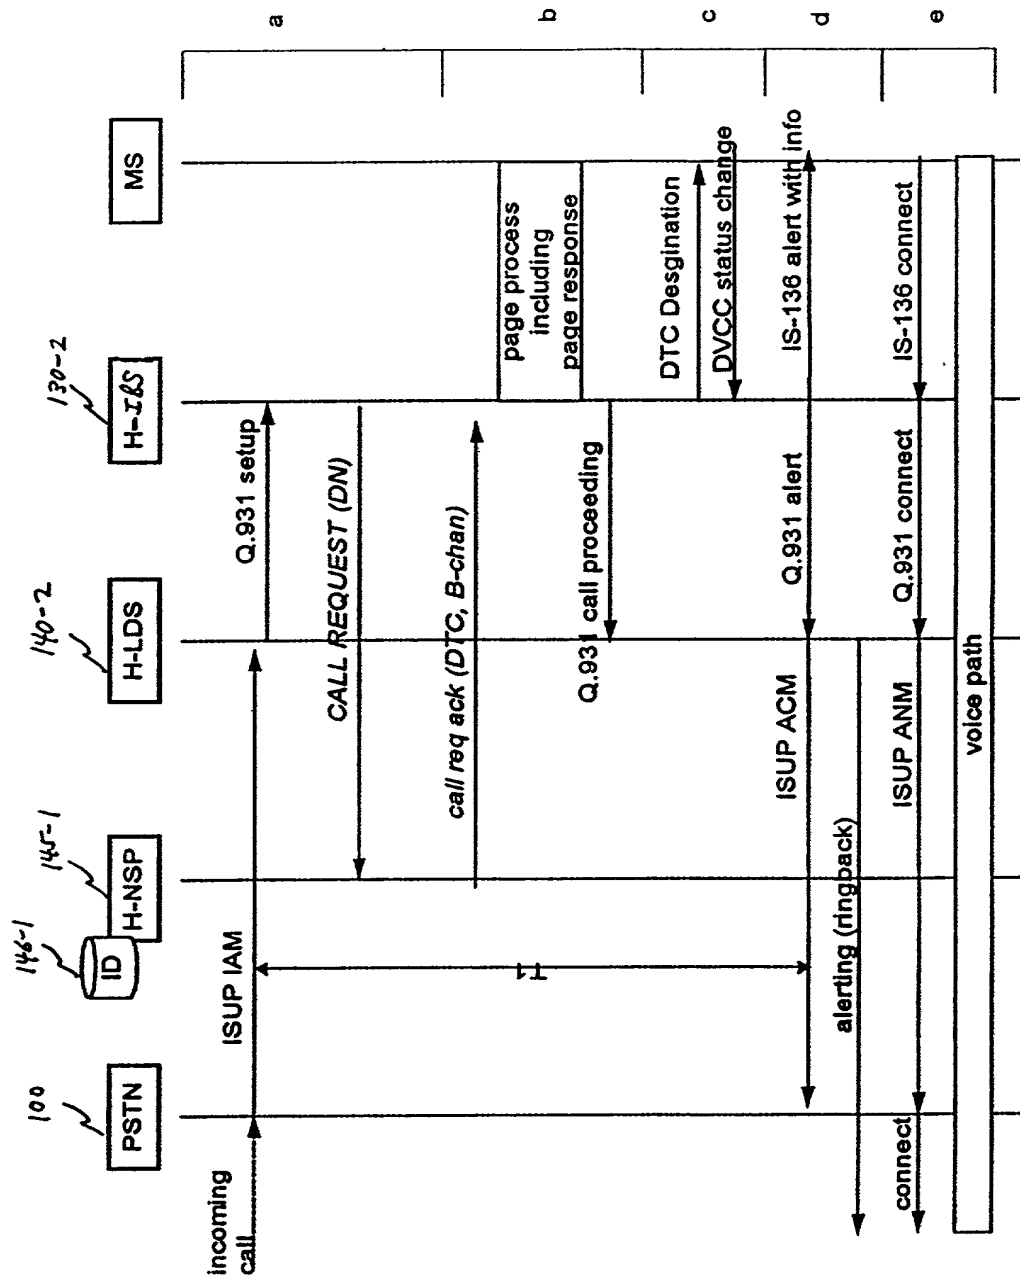 100
146-1
145-1
140-2
130-2
PSTN
ID
H-NSP
H-LDS
H-IBS
MS
incoming
call
ISUP IAM
Q.931 setup
a
CALL REQUEST (DN)
call req ack (DTC, B-chan)
page process
including
page response
b
Q.931 call proceeding
T1
DTC Desgination
DVCC status change
c
ISUP ACM
Q.931 alert
IS-136 alert with info
d
alerting (ringback)
connect
ISUP ANM
Q.931 connect
IS-136 connect
e
voice path